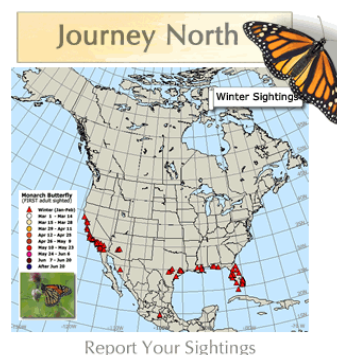 Journey North
Winter Sightings
Monarch Butterfly
(FIRST adult sighted)
Winter (Jan-Feb)
Mar 1 - Mar 14
Mar 15 - Mar 28
Mar 29 - Apr 11
Apr 12 - Apr 25
Apr 26 - May 9
May 10 - May 23
May 24 - Jun 6
Jun 7 - Jun 20
After Jun 20
Report Your Sightings